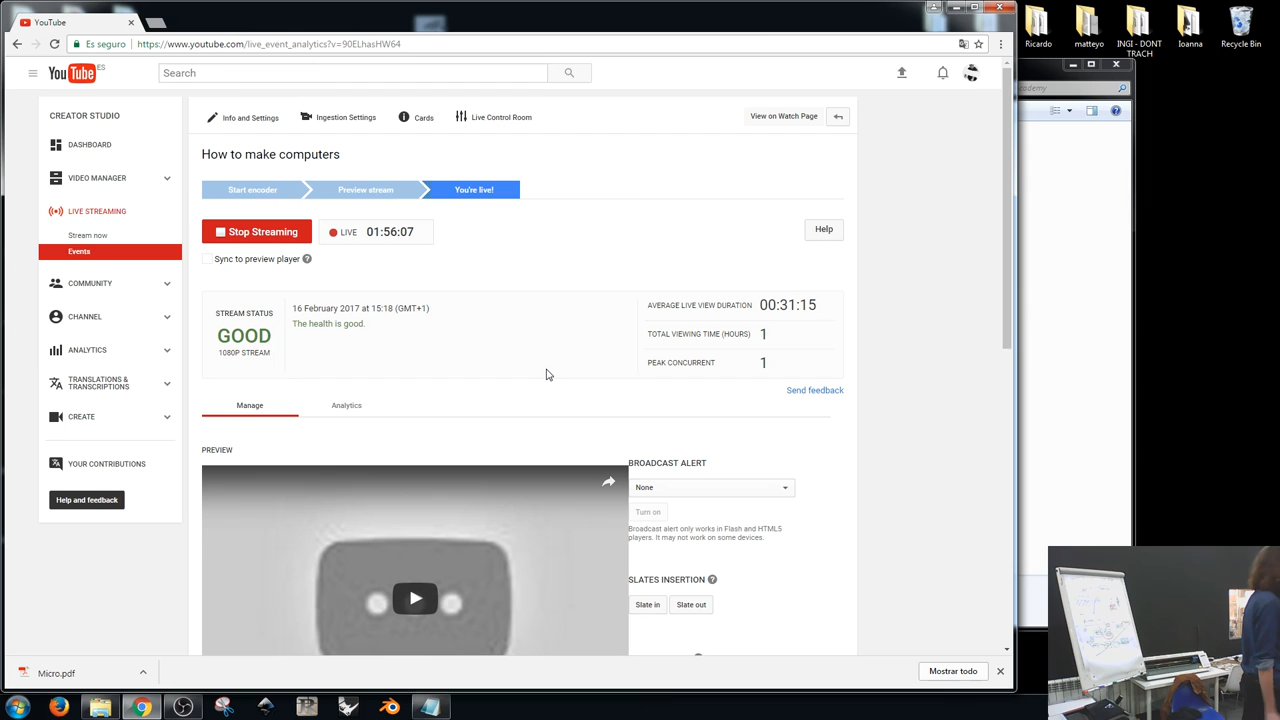 YouTube
Es seguro
https://www.youtube.com/live_event_analytics?v=90ELhasHW64
YouTube ES
Search
CREATOR STUDIO
DASHBOARD
VIDEO MANAGER
LIVE STREAMING
Stream now
Events
COMMUNITY
CHANNEL
ANALYTICS
TRANSLATIONS &
TRANSCRIPTIONS
CREATE
YOUR CONTRIBUTIONS
Help and feedback
Info and Settings
Ingestion Settings
Cards
Live Control Room
View on Watch Page
How to make computers
Start encoder
Preview stream
You're live!
Stop Streaming
LIVE 01:56:07
Help
Sync to preview player ?
STREAM STATUS
GOOD
1080P STREAM
16 February 2017 at 15:18 (GMT+1)
The health is good.
AVERAGE LIVE VIEW DURATION 00:31:15
TOTAL VIEWING TIME (HOURS) 1
PEAK CONCURRENT 1
Send feedback
Manage
Analytics
PREVIEW
BROADCAST ALERT
None
Turn on
Broadcast alert only works in Flash and HTML5
players. It may not work on some devices.
SLATES INSERTION ?
Slate in
Slate out
Micro.pdf
Mostrar todo
Ricardo
matteyo
INGI - DONT
TRACH
Ioanna
Recycle Bin